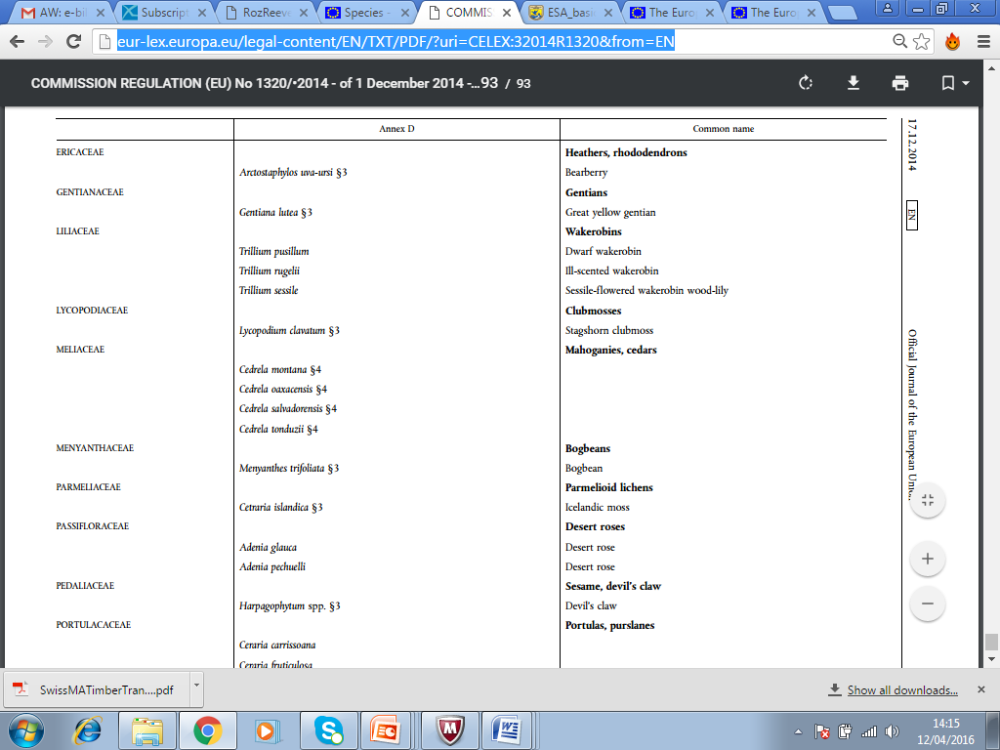 AW: e-bil
Subscript
RozReeve
Species -
COMMIS
ESA_basi
The Euro
The Euro
eur-lex.europa.eu/legal-content/EN/TXT/PDF/?uri=CELEX:32014R1320&from=EN
COMMISSION REGULATION (EU) No 1320/•2014 - of 1 December 2014 -...93 / 93
Annex D Common name
ERICACEAE Heathers, rhododendrons
Arctostaphylos uva-ursi §3 Bearberry
GENTIANACEAE Gentians
Gentiana lutea §3 Great yellow gentian
LILIACEAE Wakerobins
Trillium pusillum Dwarf wakerobin
Trillium rugelii Ill-scented wakerobin
Trillium sessile Sessile-flowered wakerobin wood-lily
LYCOPODIACEAE Clubmosses
Lycopodium clavatum §3 Stagshorn clubmoss
MELIACEAE Mahoganies, cedars
Cedrela montana §4
Cedrela oaxacensis §4
Cedrela salvadorensis §4
Cedrela tonduzii §4
MENYANTHACEAE Bogbeans
Menyanthes trifoliata §3 Bogbean
PARMELIACEAE Parmelioid lichens
Cetraria islandica §3 Icelandic moss
PASSIFLORACEAE Desert roses
Adenia glauca Desert rose
Adenia pechuelli Desert rose
PEDALIACEAE Sesame, devil's claw
Harpagophytum spp. §3 Devil's claw
PORTULACACEAE Portulas, purslanes
Ceraria carrissoana
Ceraria fruticulosa
17.12.2014
EN
Official Journal of the European Union
SwissMATimberTran....pdf
Show all downloads...
14:15
12/04/2016